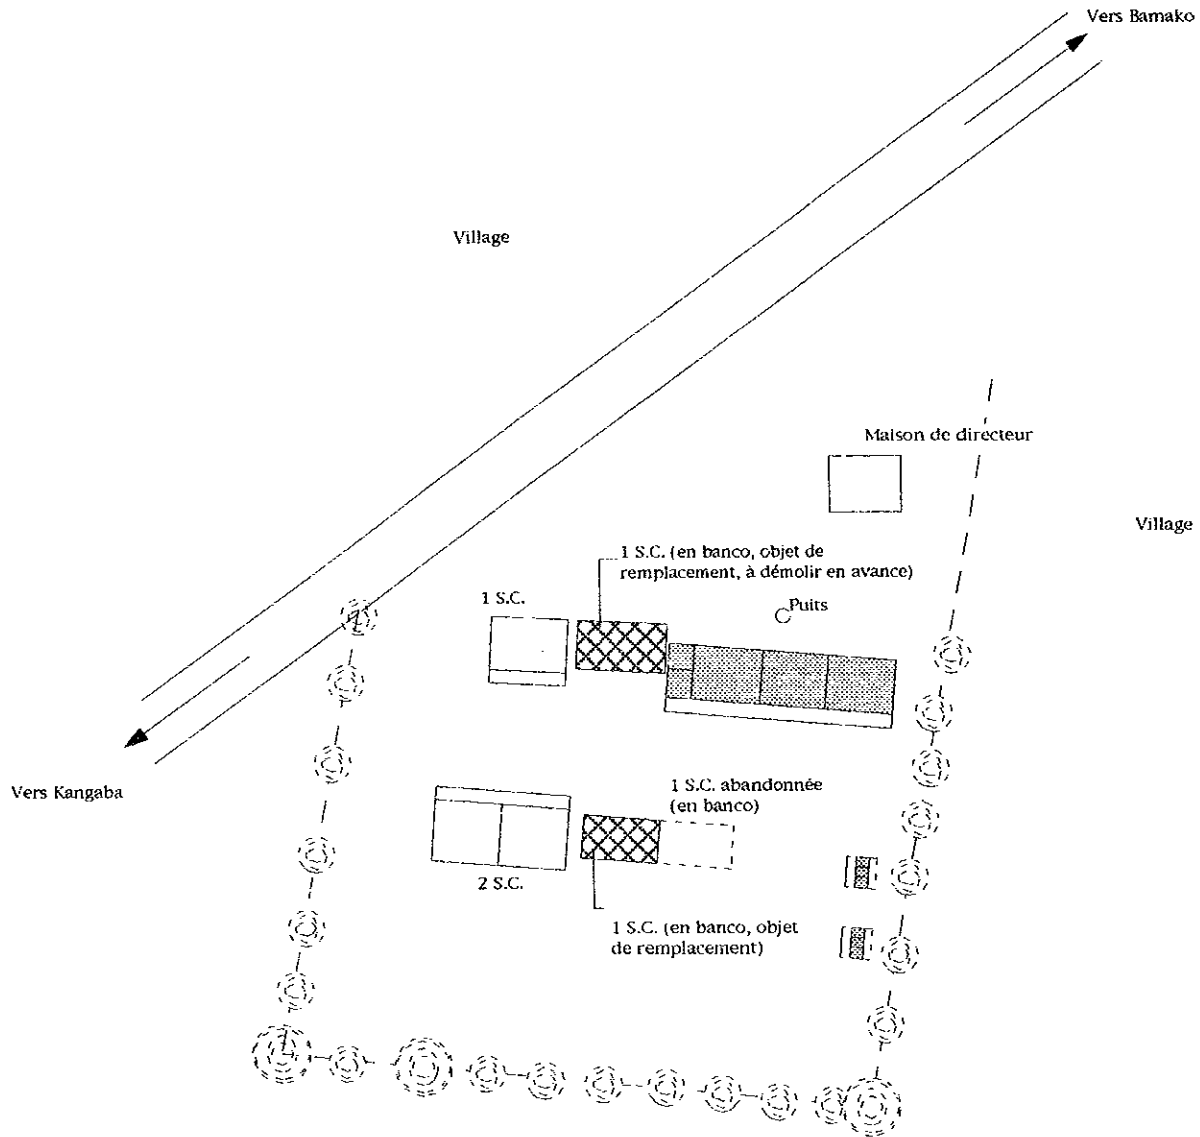 Vers Bamako
Village
Maison de directeur
Village
1 S.C. (en banco, objet de
remplacement, à démolir en avance)
1 S.C.
Puits
Vers Kangaba
1 S.C. abandonnée
(en banco)
2 S.C.
1 S.C. (en banco, objet
de remplacement)